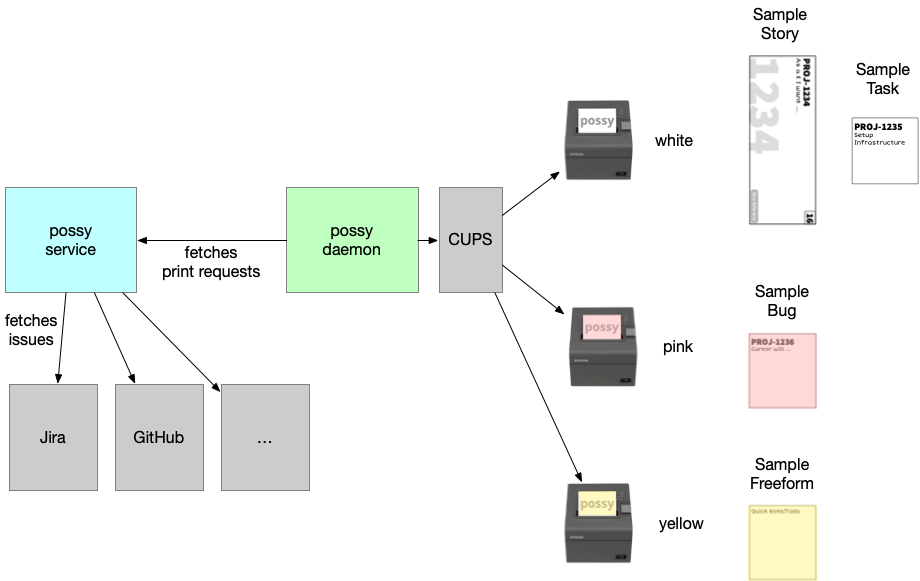 possy
service
fetches
print requests
possy
daemon
CUPS
fetches
issues
Jira
GitHub
...
possy
white
possy
pink
possy
yellow
Sample
Story
PROJ-1234
As a I want ...
1234
16
Sample
Task
PROJ-1235
Setup
Infrastructure
Sample
Bug
PROJ-1236
Cursor will ...
Sample
Freeform
Quick Note/Todo